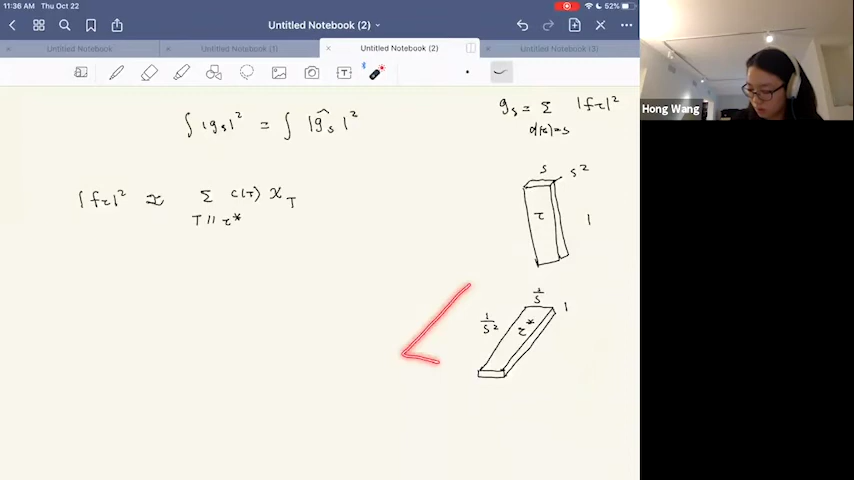 11:36 AM Thu Oct 22
52%
Untitled Notebook (2)
Untitled Notebook
Untitled Notebook (1)
Untitled Notebook (2)
Untitled Notebook (3)
Hong Wang
∫ |g_s|² = ∫ |ĝ_s|²
g_s = Σ |f_τ|²
d(τ)=s
|f_τ|² ≈ Σ c(T) χ_T
T // τ*
s
s²
τ
1
1/s
1
1/s²
τ*